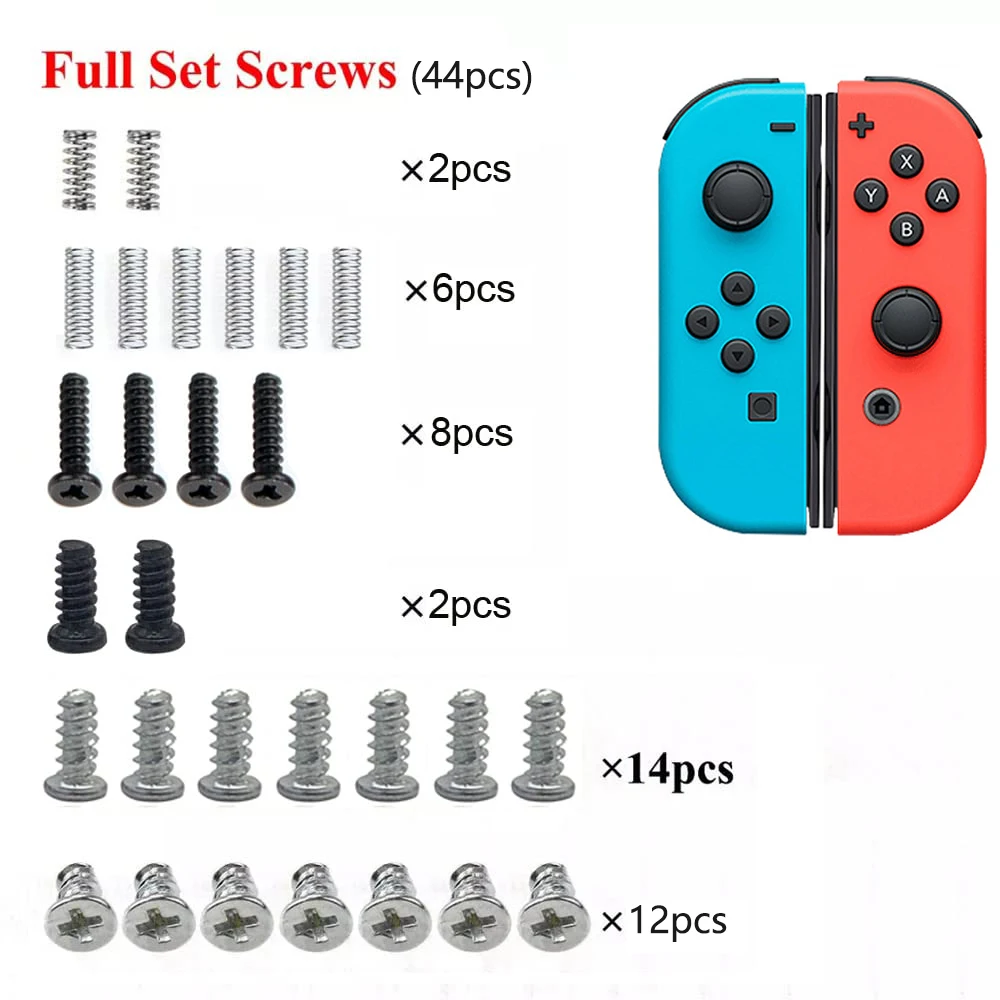 Full Set Screws (44pcs)
×2pcs
×6pcs
×8pcs
×2pcs
×14pcs
×12pcs
X
Y A
B